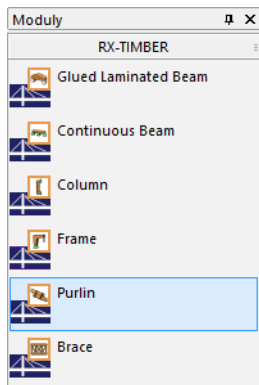 Moduly
RX-TIMBER
Glued Laminated Beam
Continuous Beam
Column
Frame
Purlin
Brace